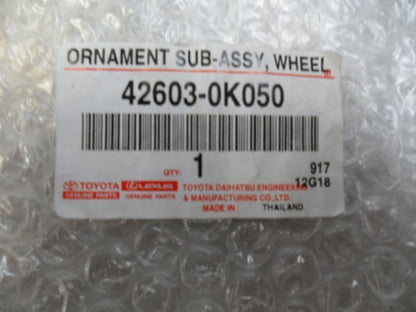 ORNAMENT SUB-ASSY, WHEEL
42603-0K050
QTY: 1
917
12G18
TOYOTA GENUINE PARTS
LEXUS GENUINE PARTS
TOYOTA DAIHATSU ENGINEERING
& MANUFACTURING CO.,LTD.
MADE IN THAILAND